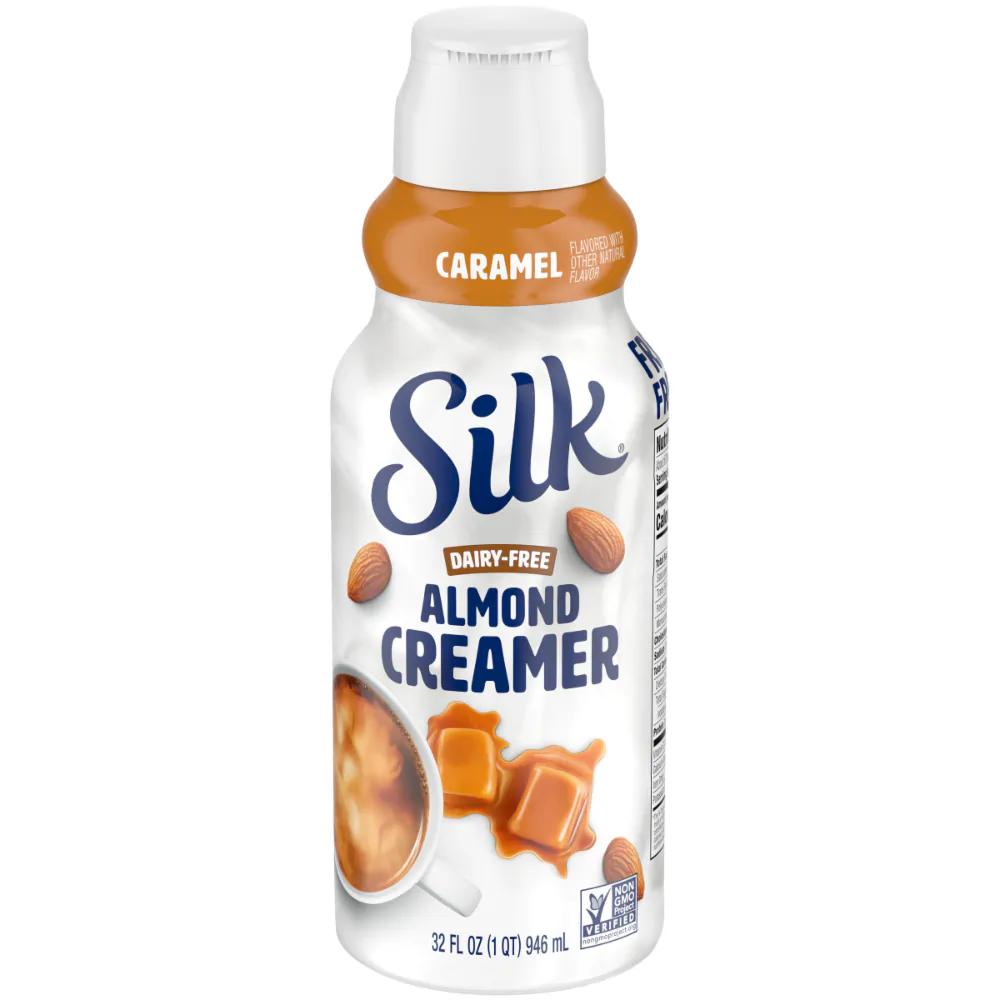 CARAMEL
FLAVORED WITH
OTHER NATURAL
FLAVOR
Silk®
DAIRY-FREE
ALMOND
CREAMER
NON
GMO
Project
VERIFIED
nongmoproject.org
32 FL OZ (1 QT) 946 mL